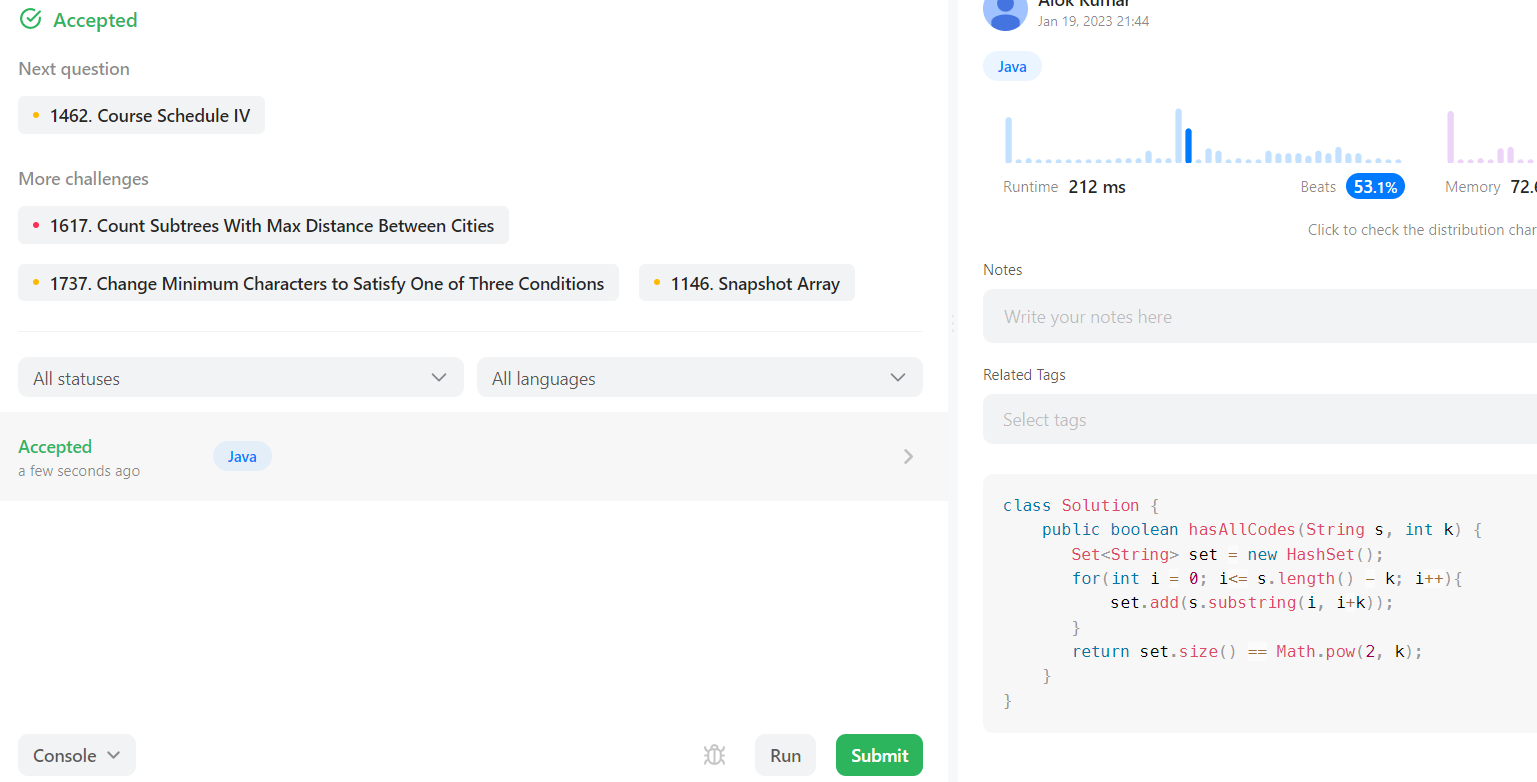 Accepted
Next question
1462. Course Schedule IV
More challenges
1617. Count Subtrees With Max Distance Between Cities
1737. Change Minimum Characters to Satisfy One of Three Conditions
1146. Snapshot Array
All statuses
All languages
Accepted
a few seconds ago
Java
Console
Run
Submit
Alok Kumar
Jan 19, 2023 21:44
Java
Runtime 212 ms
Beats 53.1%
Memory 72.6
Click to check the distribution char
Notes
Write your notes here
Related Tags
Select tags
class Solution {
    public boolean hasAllCodes(String s, int k) {
       Set<String> set = new HashSet();
       for(int i = 0; i<= s.length() - k; i++){
           set.add(s.substring(i, i+k));
       }
       return set.size() == Math.pow(2, k);
    }
}